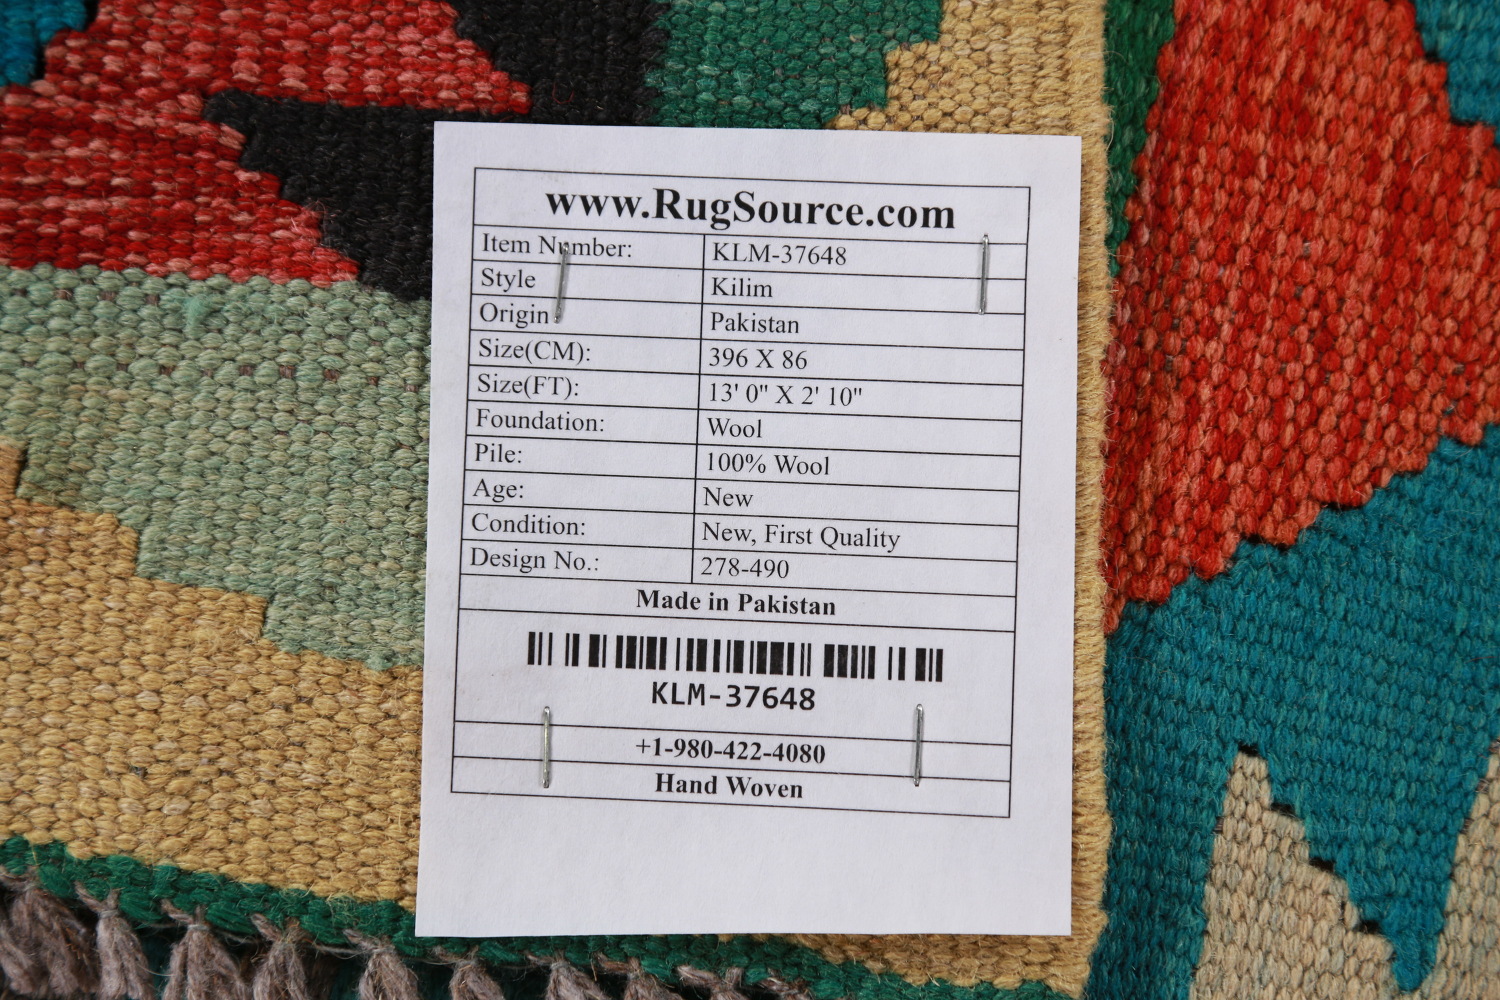 www.RugSource.com
Item Number: KLM-37648
Style Kilim
Origin Pakistan
Size(CM): 396 X 86
Size(FT): 13' 0" X 2' 10"
Foundation: Wool
Pile: 100% Wool
Age: New
Condition: New, First Quality
Design No.: 278-490
Made in Pakistan
KLM-37648
+1-980-422-4080
Hand Woven